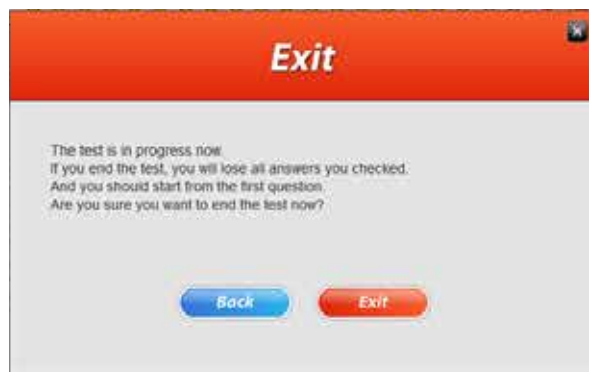 Exit
The test is in progress now.
If you end the test, you will lose all answers you checked.
And you should start from the first question.
Are you sure you want to end the test now?
Back
Exit